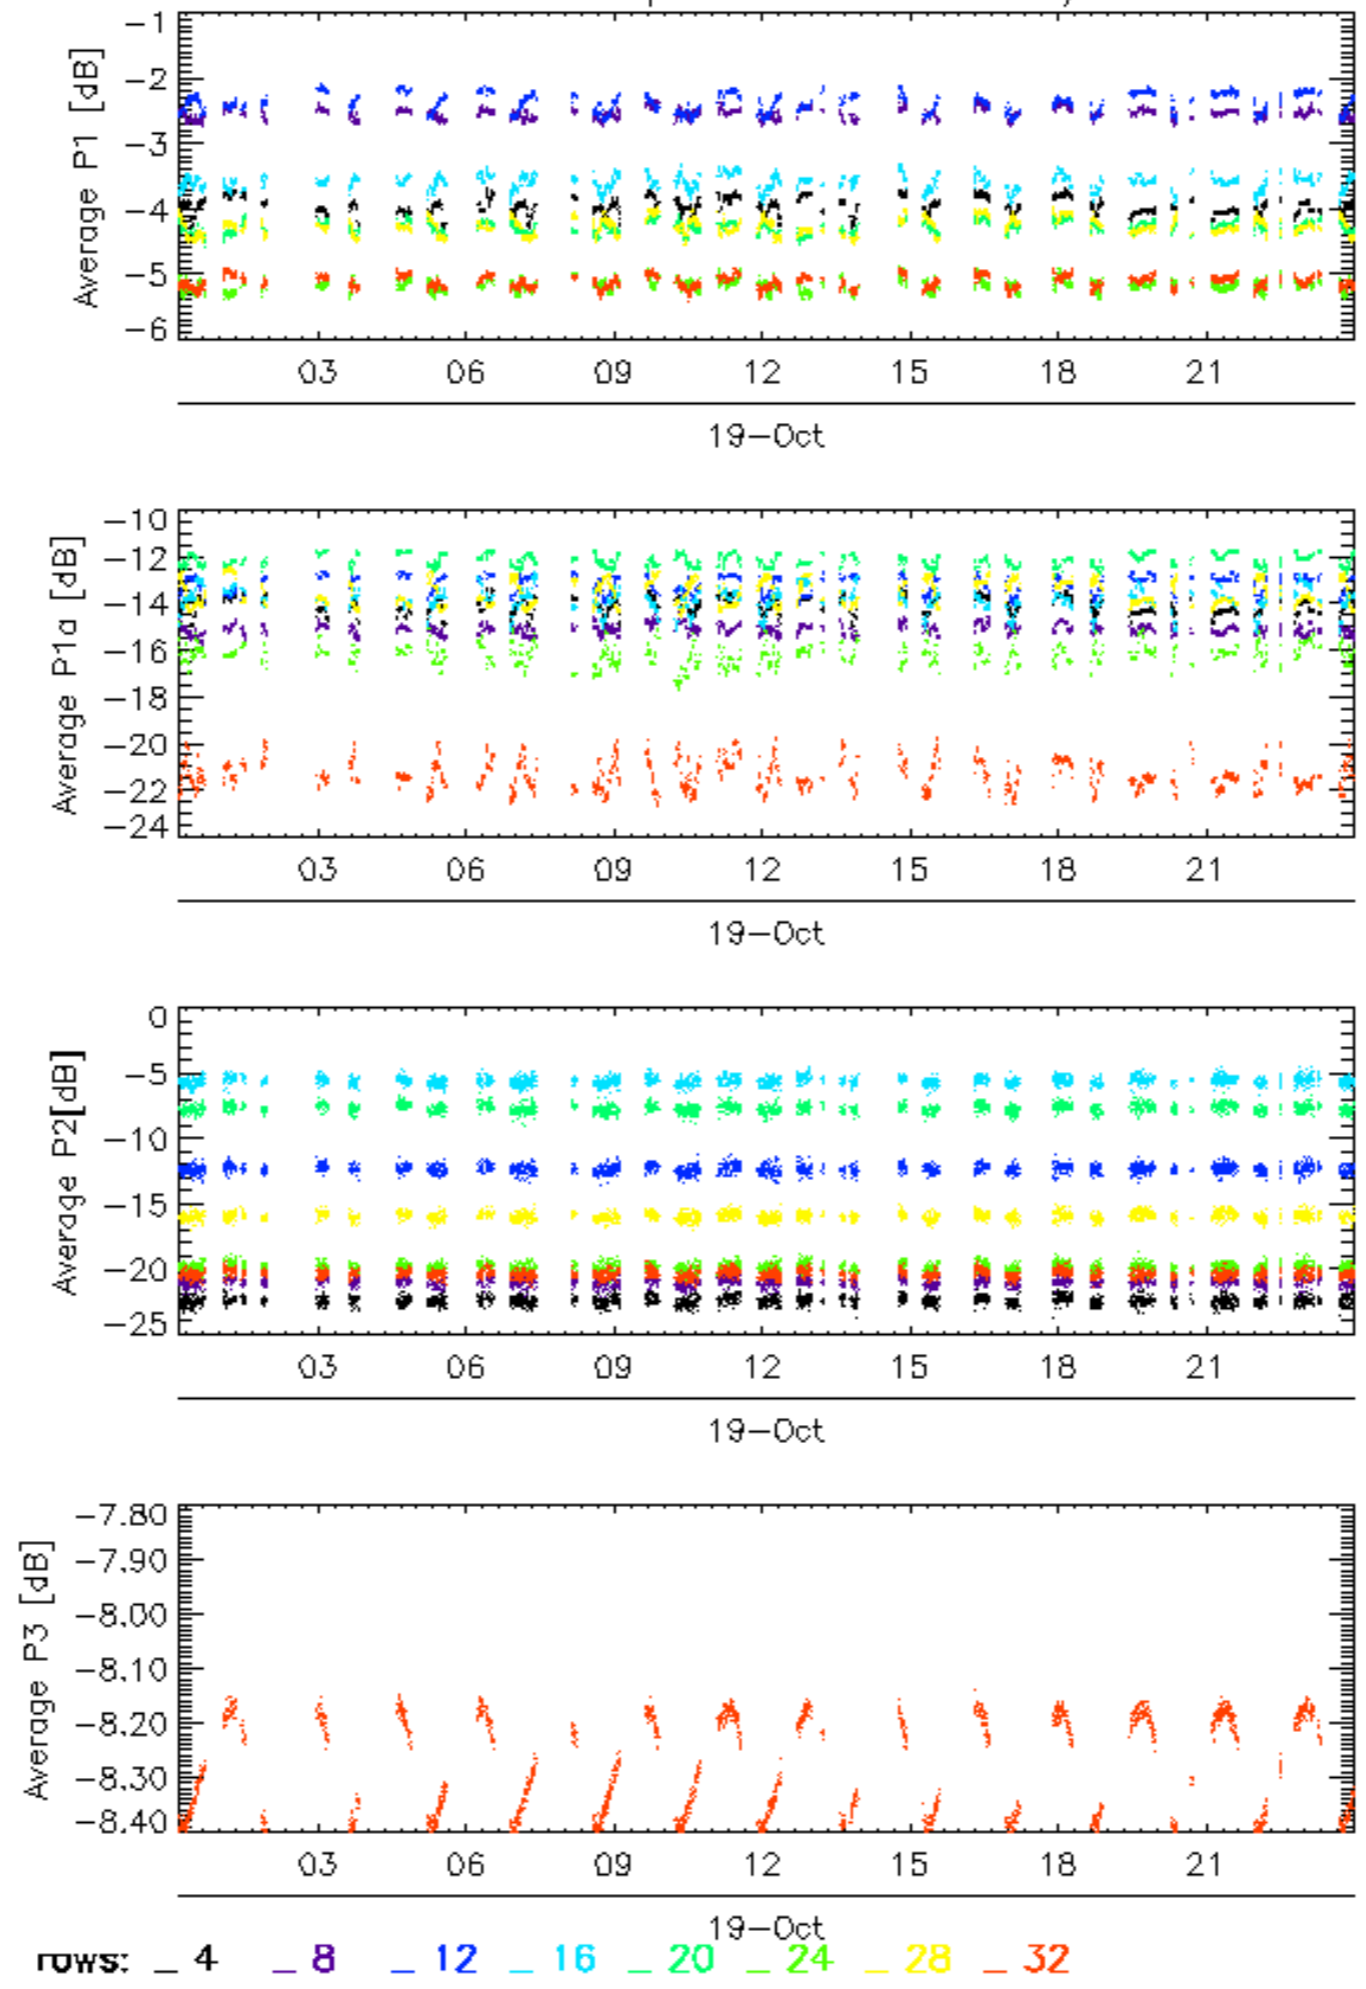 -1
-2
-3
-4
-5
-6
Average P1 [dB]
03 06 09 12 15 18 21
19-Oct
-10
-12
-14
-16
-18
-20
-22
-24
Average P1a [dB]
03 06 09 12 15 18 21
19-Oct
0
-5
-10
-15
-20
-25
Average P2[dB]
03 06 09 12 15 18 21
19-Oct
-7.80
-7.90
-8.00
-8.10
-8.20
-8.30
-8.40
Average P3 [dB]
03 06 09 12 15 18 21
19-Oct
rows: _ 4 _ 8 _ 12 _ 16 _ 20 _ 24 _ 28 _ 32